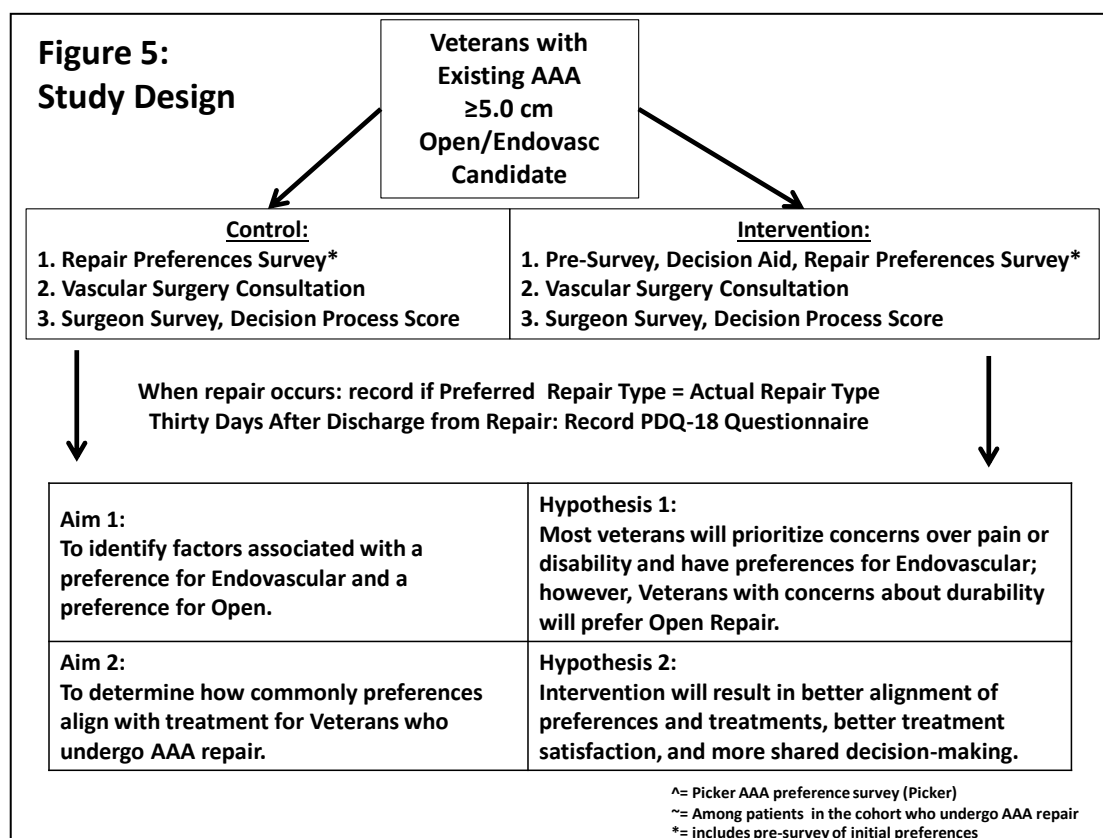 Figure 5:
Study Design
Veterans with
Existing AAA
≥5.0 cm
Open/Endovasc
Candidate
Control:
1. Repair Preferences Survey*
2. Vascular Surgery Consultation
3. Surgeon Survey, Decision Process Score
Intervention:
1. Pre-Survey, Decision Aid, Repair Preferences Survey*
2. Vascular Surgery Consultation
3. Surgeon Survey, Decision Process Score
When repair occurs: record if Preferred Repair Type = Actual Repair Type
Thirty Days After Discharge from Repair: Record PDQ-18 Questionnaire
Aim 1:
To identify factors associated with a
preference for Endovascular and a
preference for Open.
Hypothesis 1:
Most veterans will prioritize concerns over pain or
disability and have preferences for Endovascular;
however, Veterans with concerns about durability
will prefer Open Repair.
Aim 2:
To determine how commonly preferences
align with treatment for Veterans who
undergo AAA repair.
Hypothesis 2:
Intervention will result in better alignment of
preferences and treatments, better treatment
satisfaction, and more shared decision-making.
^= Picker AAA preference survey (Picker)
~= Among patients in the cohort who undergo AAA repair
*= includes pre-survey of initial preferences